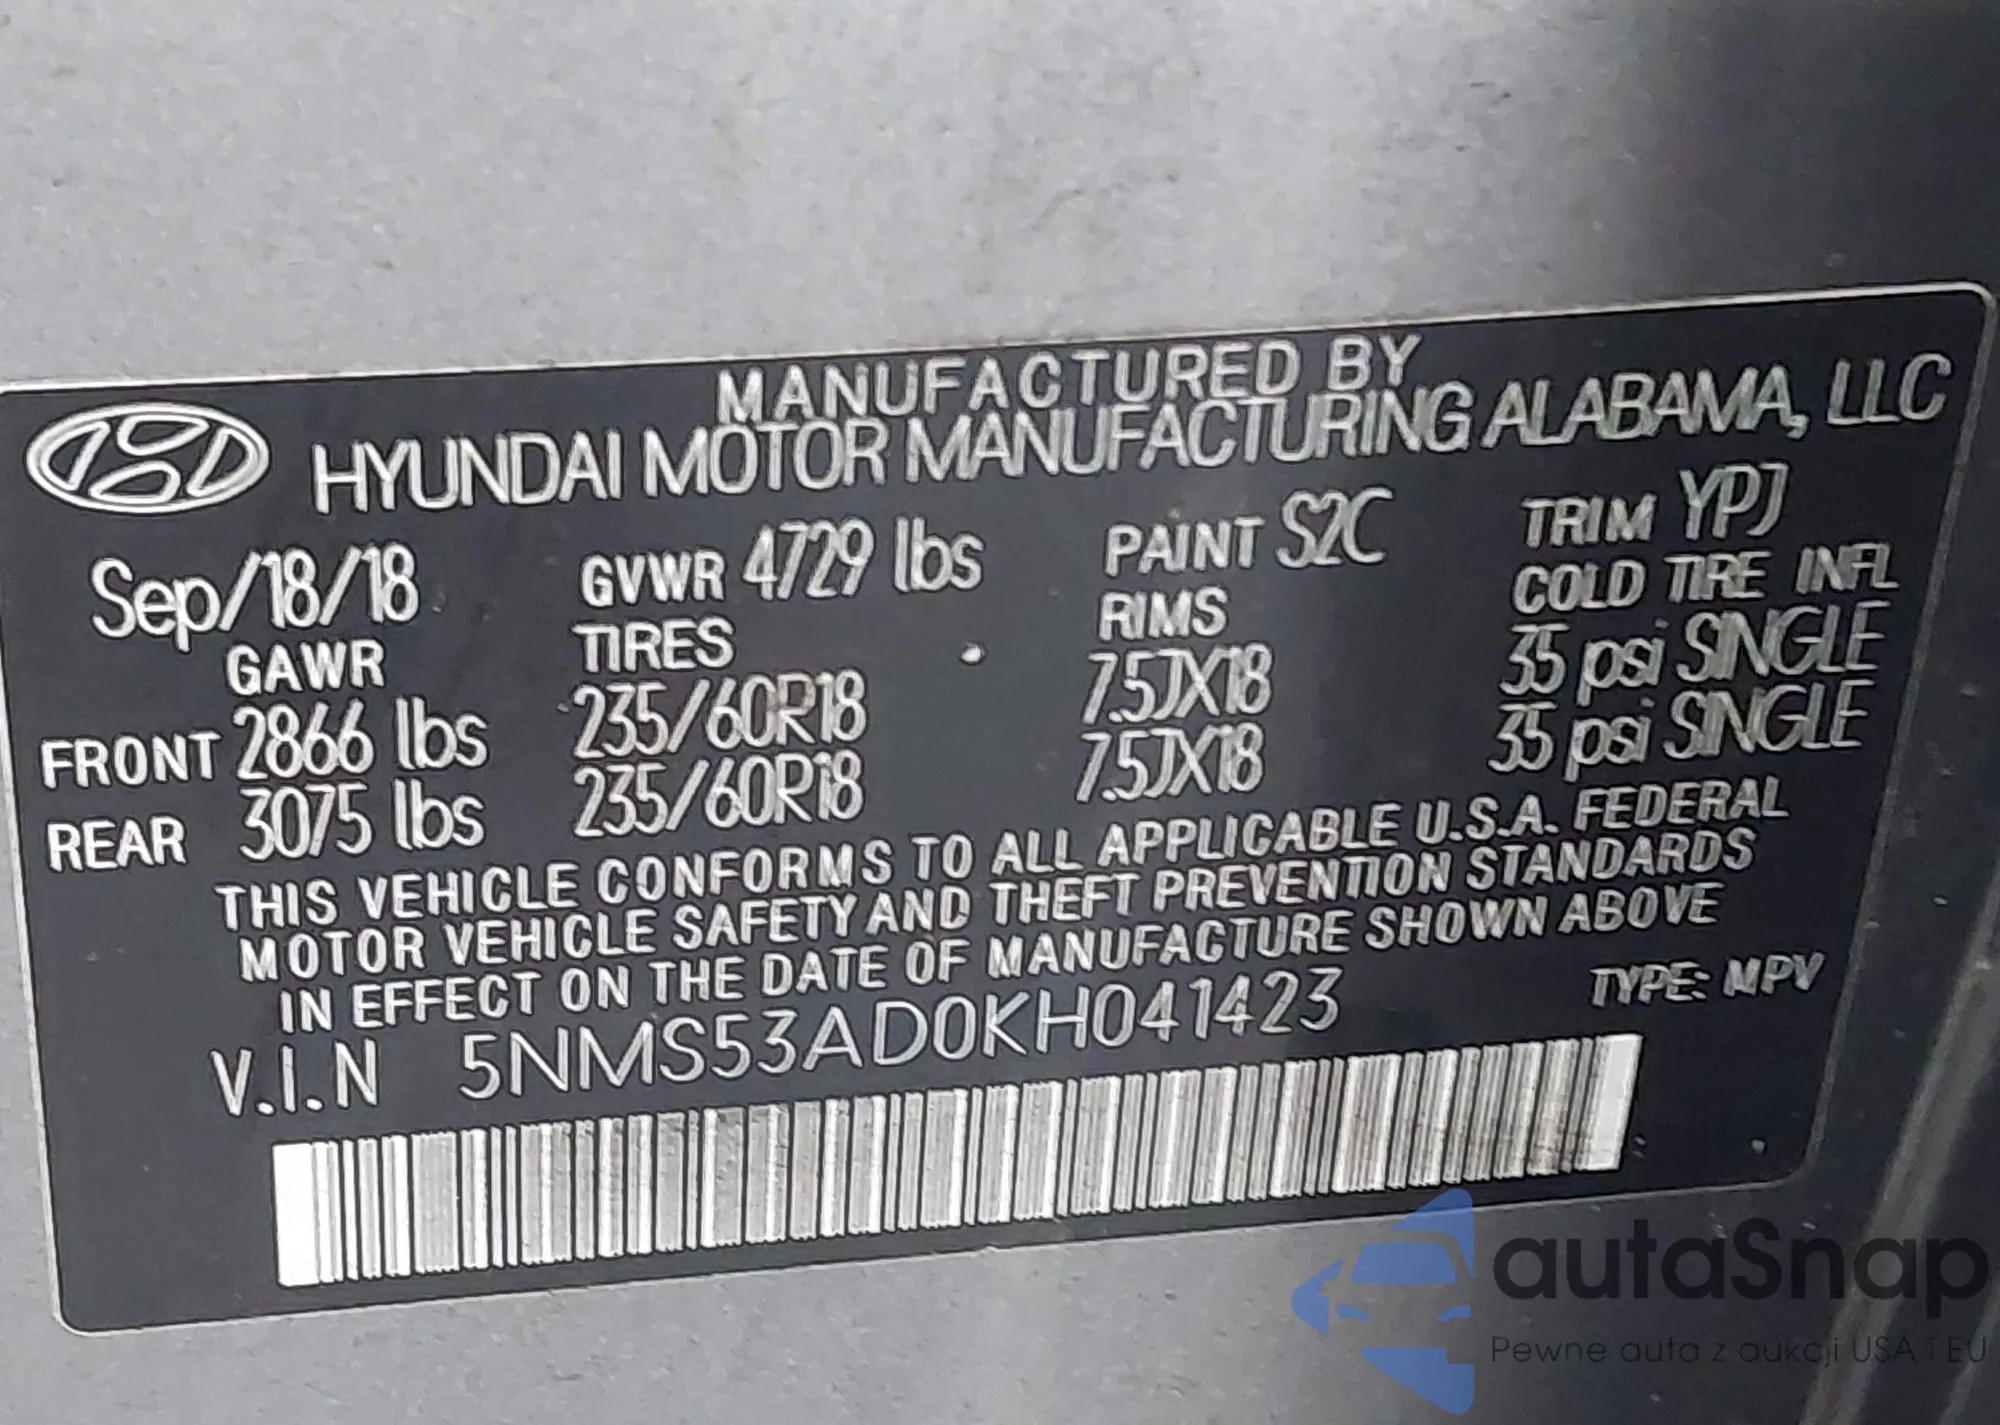 MANUFACTURED BY
HYUNDAI MOTOR MANUFACTURING ALABAMA, LLC
Sep/18/18 GVWR 4729 lbs PAINT S2C TRIM YPJ
GAWR TIRES RIMS COLD TIRE INFL
FRONT 2866 lbs 235/60R18 7.5JX18 35 psi SINGLE
REAR 3075 lbs 235/60R18 7.5JX18 35 psi SINGLE
THIS VEHICLE CONFORMS TO ALL APPLICABLE U.S.A. FEDERAL
MOTOR VEHICLE SAFETY AND THEFT PREVENTION STANDARDS
IN EFFECT ON THE DATE OF MANUFACTURE SHOWN ABOVE
V.I.N 5NMS53AD0KH041423 TYPE: MPV
autaSnap
Pewne auta z aukcji USA i EU